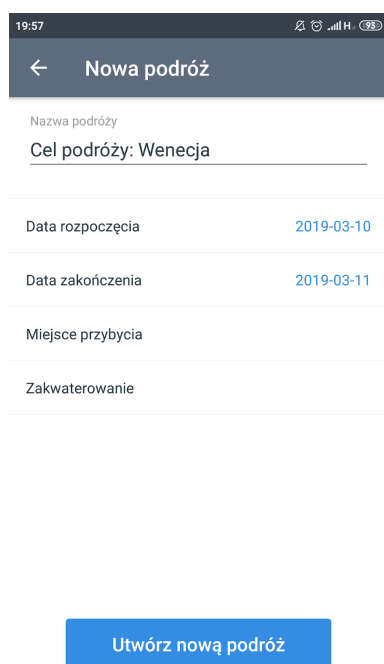 19:57
H 93
Nowa podróż
Nazwa podróży
Cel podróży: Wenecja
Data rozpoczęcia 2019-03-10
Data zakończenia 2019-03-11
Miejsce przybycia
Zakwaterowanie
Utwórz nową podróż